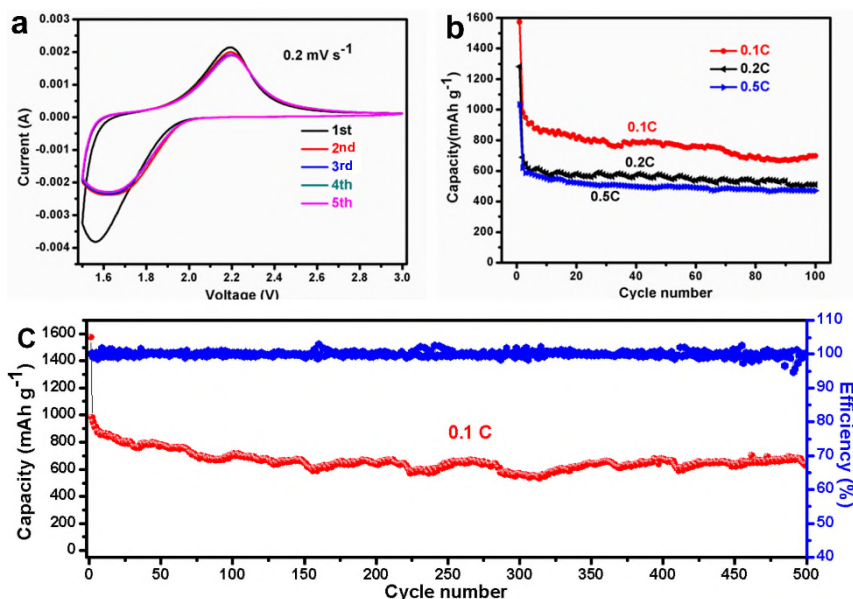 a
0.003
0.002
0.001
0.000
-0.001
-0.002
-0.003
-0.004
Current (A)
0.2 mV s⁻¹
1st
2nd
3rd
4th
5th
1.6 1.8 2.0 2.2 2.4 2.6 2.8 3.0
Voltage (V)
b
1600
1400
1200
1000
800
600
400
200
0
Capacity(mAh g⁻¹)
0.1C
0.2C
0.5C
0.1C
0.2C
0.5C
0 20 40 60 80 100
Cycle number
C
1600
1400
1200
1000
800
600
400
200
0
Capacity (mAh g⁻¹)
0.1 C
110
100
90
80
70
60
50
40
Efficiency (%)
0 50 100 150 200 250 300 350 400 450 500
Cycle number